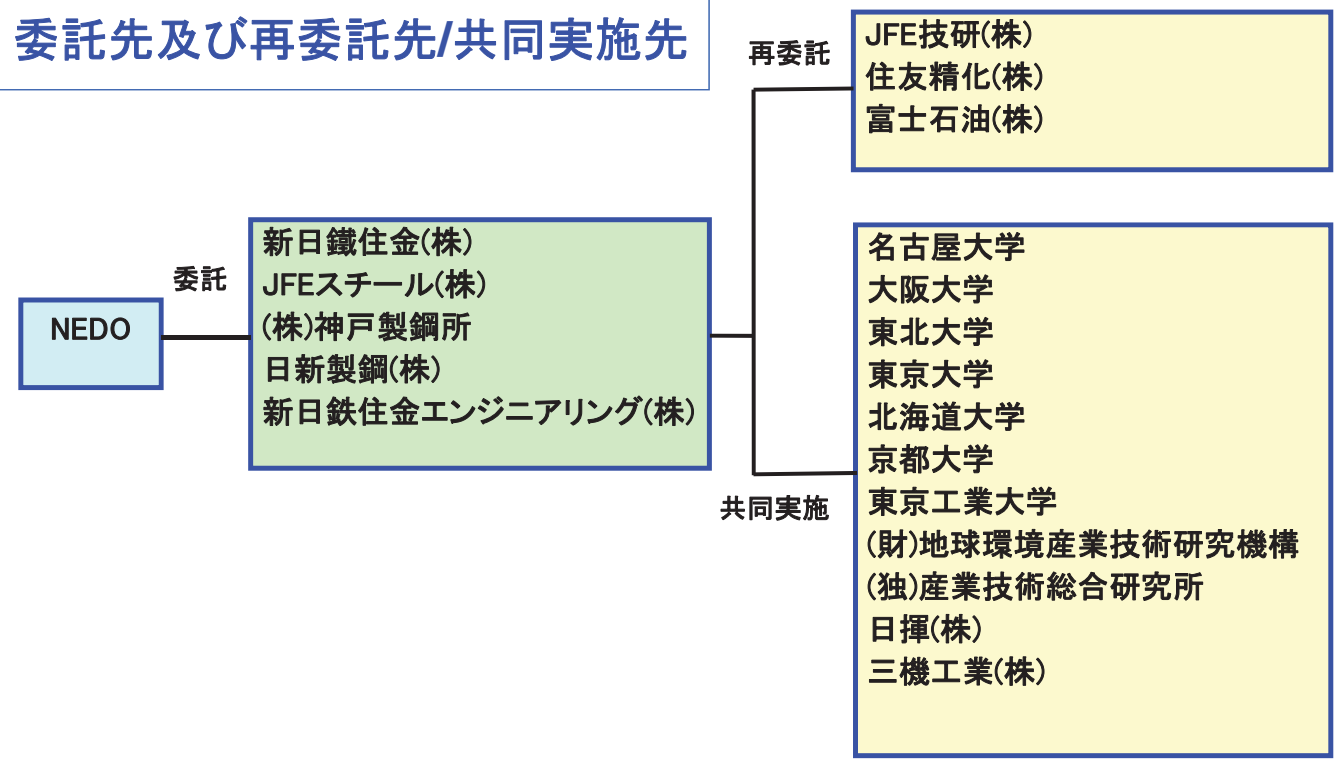 委託先及び再委託先/共同実施先
NEDO
委託
新日鐵住金(株)
JFEスチール(株)
(株)神戸製鋼所
日新製鋼(株)
新日鉄住金エンジニアリング(株)
再委託
JFE技研(株)
住友精化(株)
富士石油(株)
共同実施
名古屋大学
大阪大学
東北大学
東京大学
北海道大学
京都大学
東京工業大学
(財)地球環境産業技術研究機構
(独)産業技術総合研究所
日揮(株)
三機工業(株)